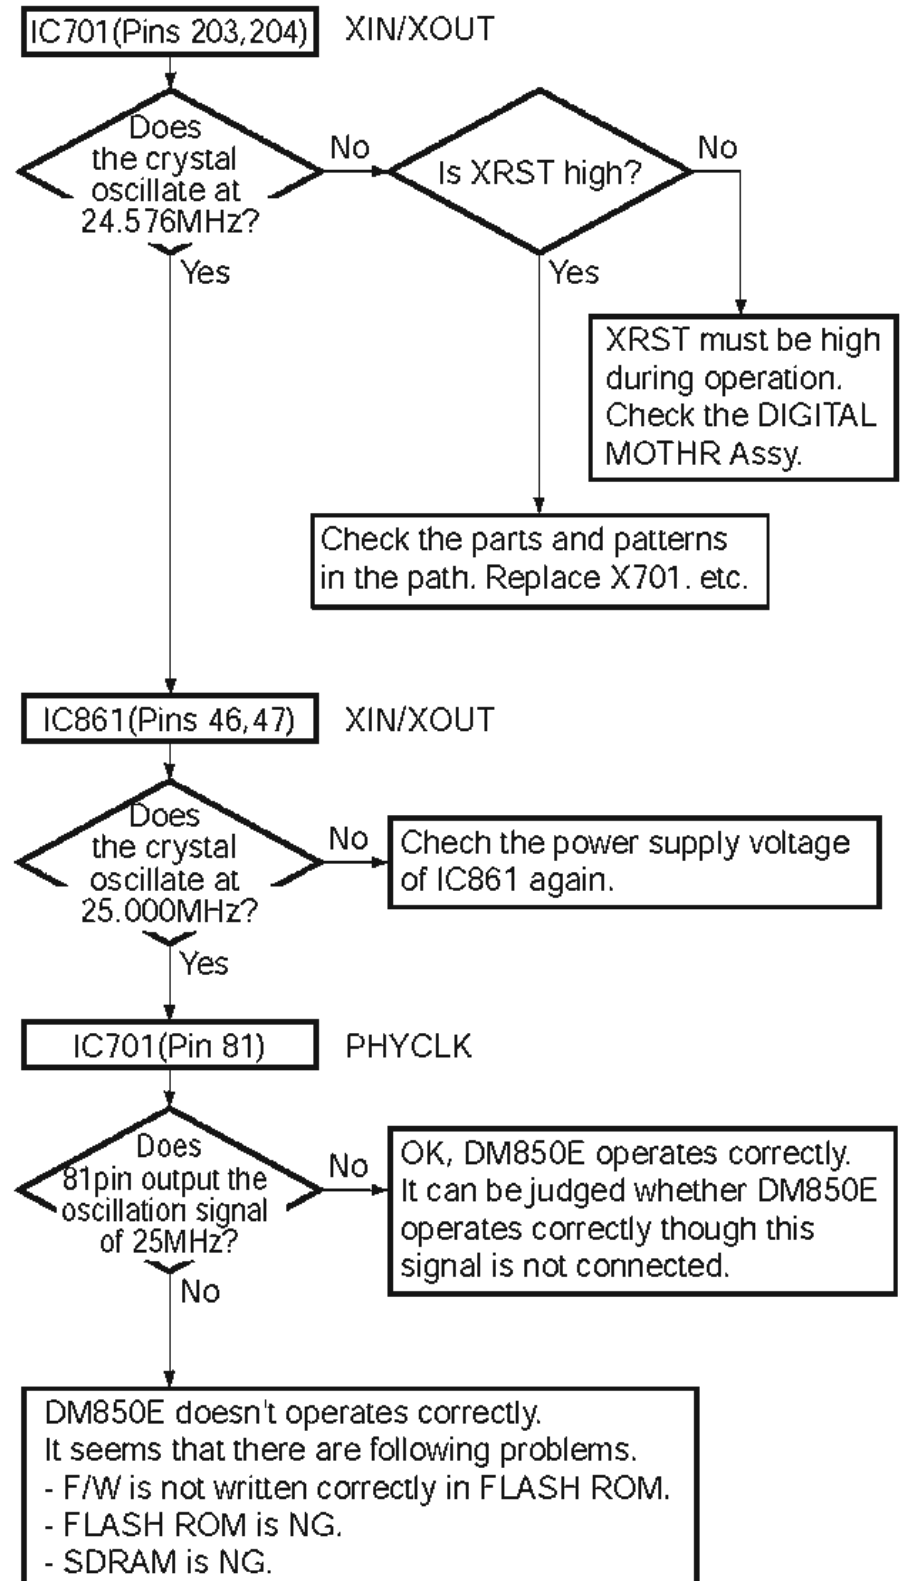 IC701(Pins 203,204)
XIN/XOUT
Does
the crystal
oscillate at
24.576MHz?
No
Is XRST high?
No
Yes
Yes
XRST must be high
during operation.
Check the DIGITAL
MOTHR Assy.
Check the parts and patterns
in the path. Replace X701. etc.
IC861(Pins 46,47)
XIN/XOUT
Does
the crystal
oscillate at
25.000MHz?
No
Chech the power supply voltage
of IC861 again.
Yes
IC701(Pin 81)
PHYCLK
Does
81pin output the
oscillation signal
of 25MHz?
No
OK, DM850E operates correctly.
It can be judged whether DM850E
operates correctly though this
signal is not connected.
No
DM850E doesn't operates correctly.
It seems that there are following problems.
- F/W is not written correctly in FLASH ROM.
- FLASH ROM is NG.
- SDRAM is NG.